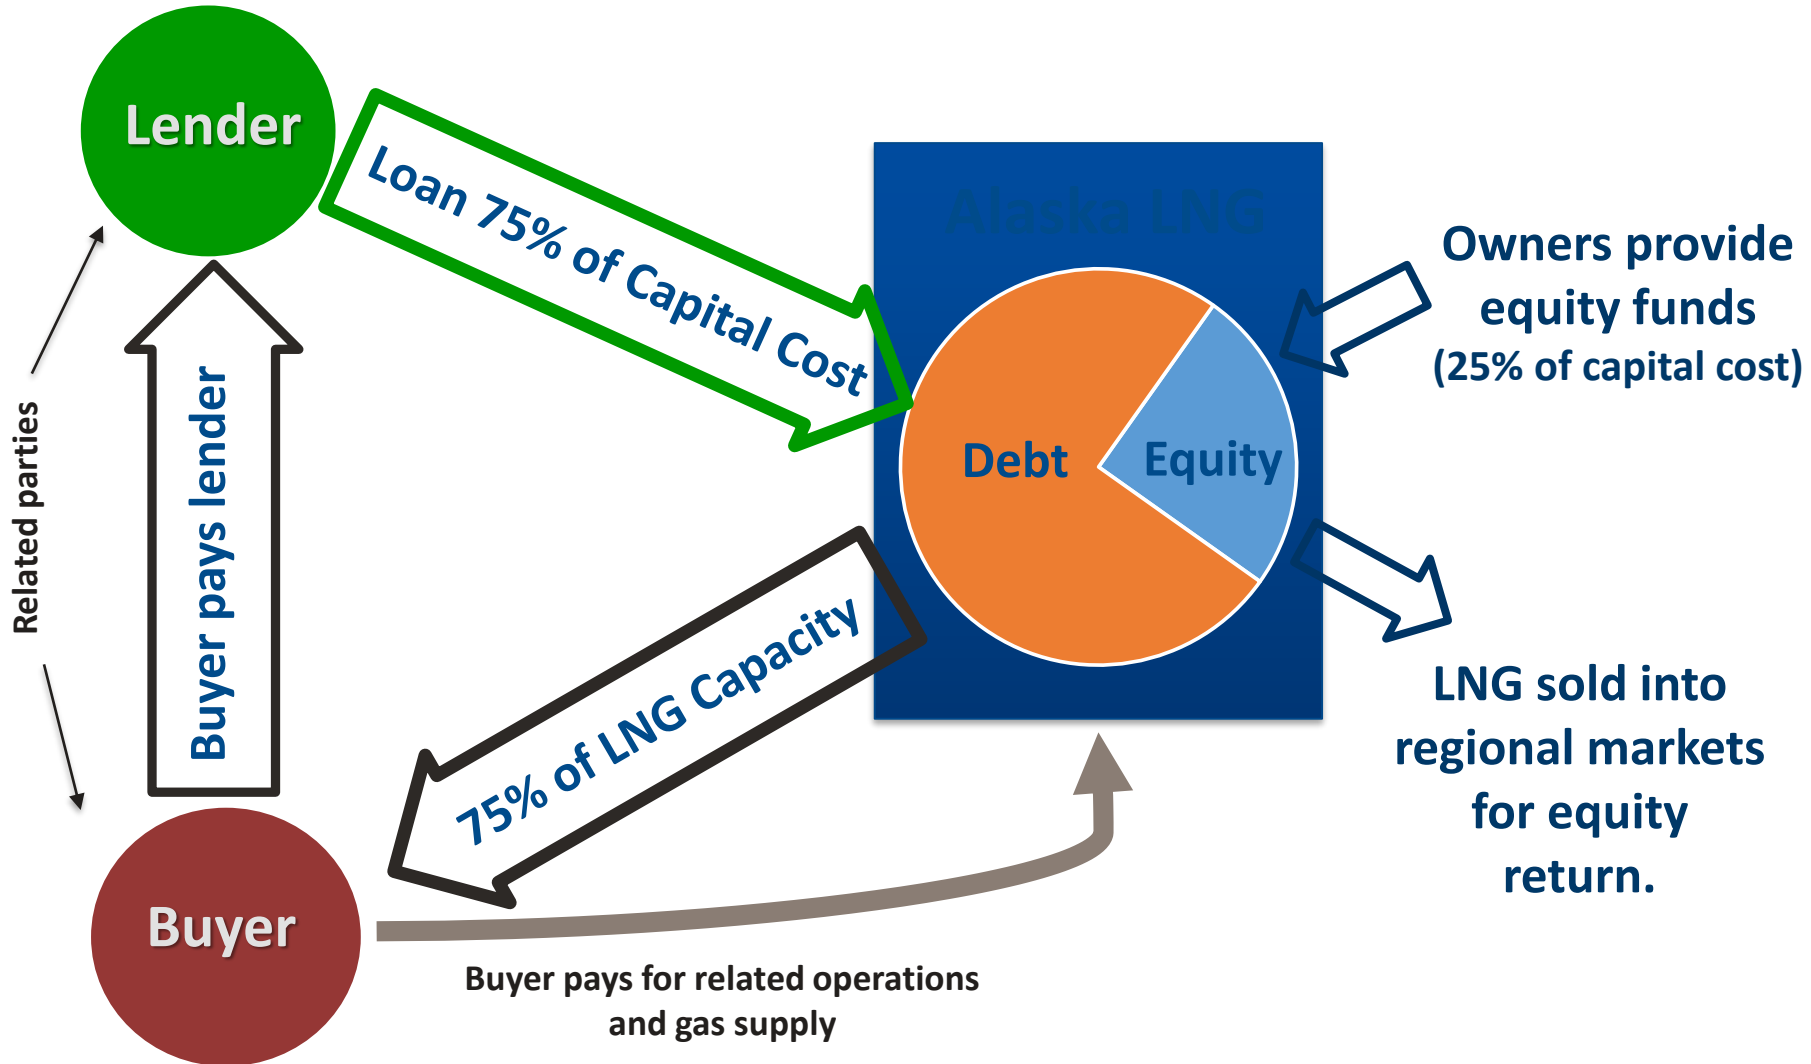 Lender
Loan 75% of Capital Cost
Alaska LNG
Owners provide
equity funds
(25% of capital cost)
Debt
Equity
Related parties
Buyer pays lender
75% of LNG Capacity
LNG sold into
regional markets
for equity
return.
Buyer
Buyer pays for related operations
and gas supply